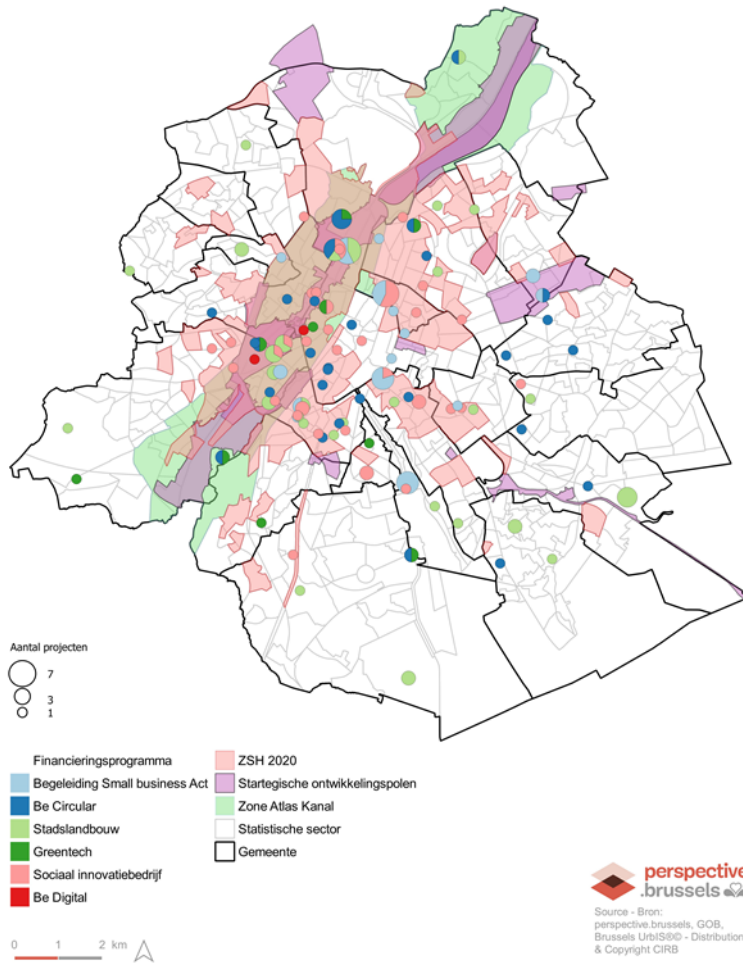 Aantal projecten
7
3
1
Financieringsprogramma
Begeleiding Small business Act
Be Circular
Stadslandbouw
Greentech
Sociaal innovatiebedrijf
Be Digital
ZSH 2020
Startegische ontwikkelingspolen
Zone Atlas Kanal
Statistische sector
Gemeente
0 1 2 km
perspective
.brussels
Source - Bron:
perspective.brussels, GOB,
Brussels UrbIS®© - Distribution
& Copyright CIRB